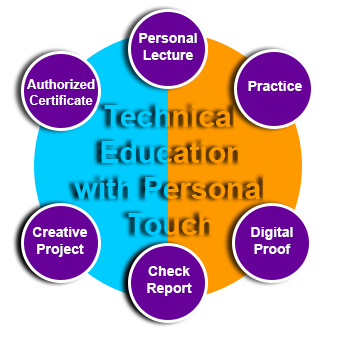 Personal
Lecture
Authorized
Certificate
Practice
Technical
Education
with Personal
Touch
Creative
Project
Digital
Proof
Check
Report